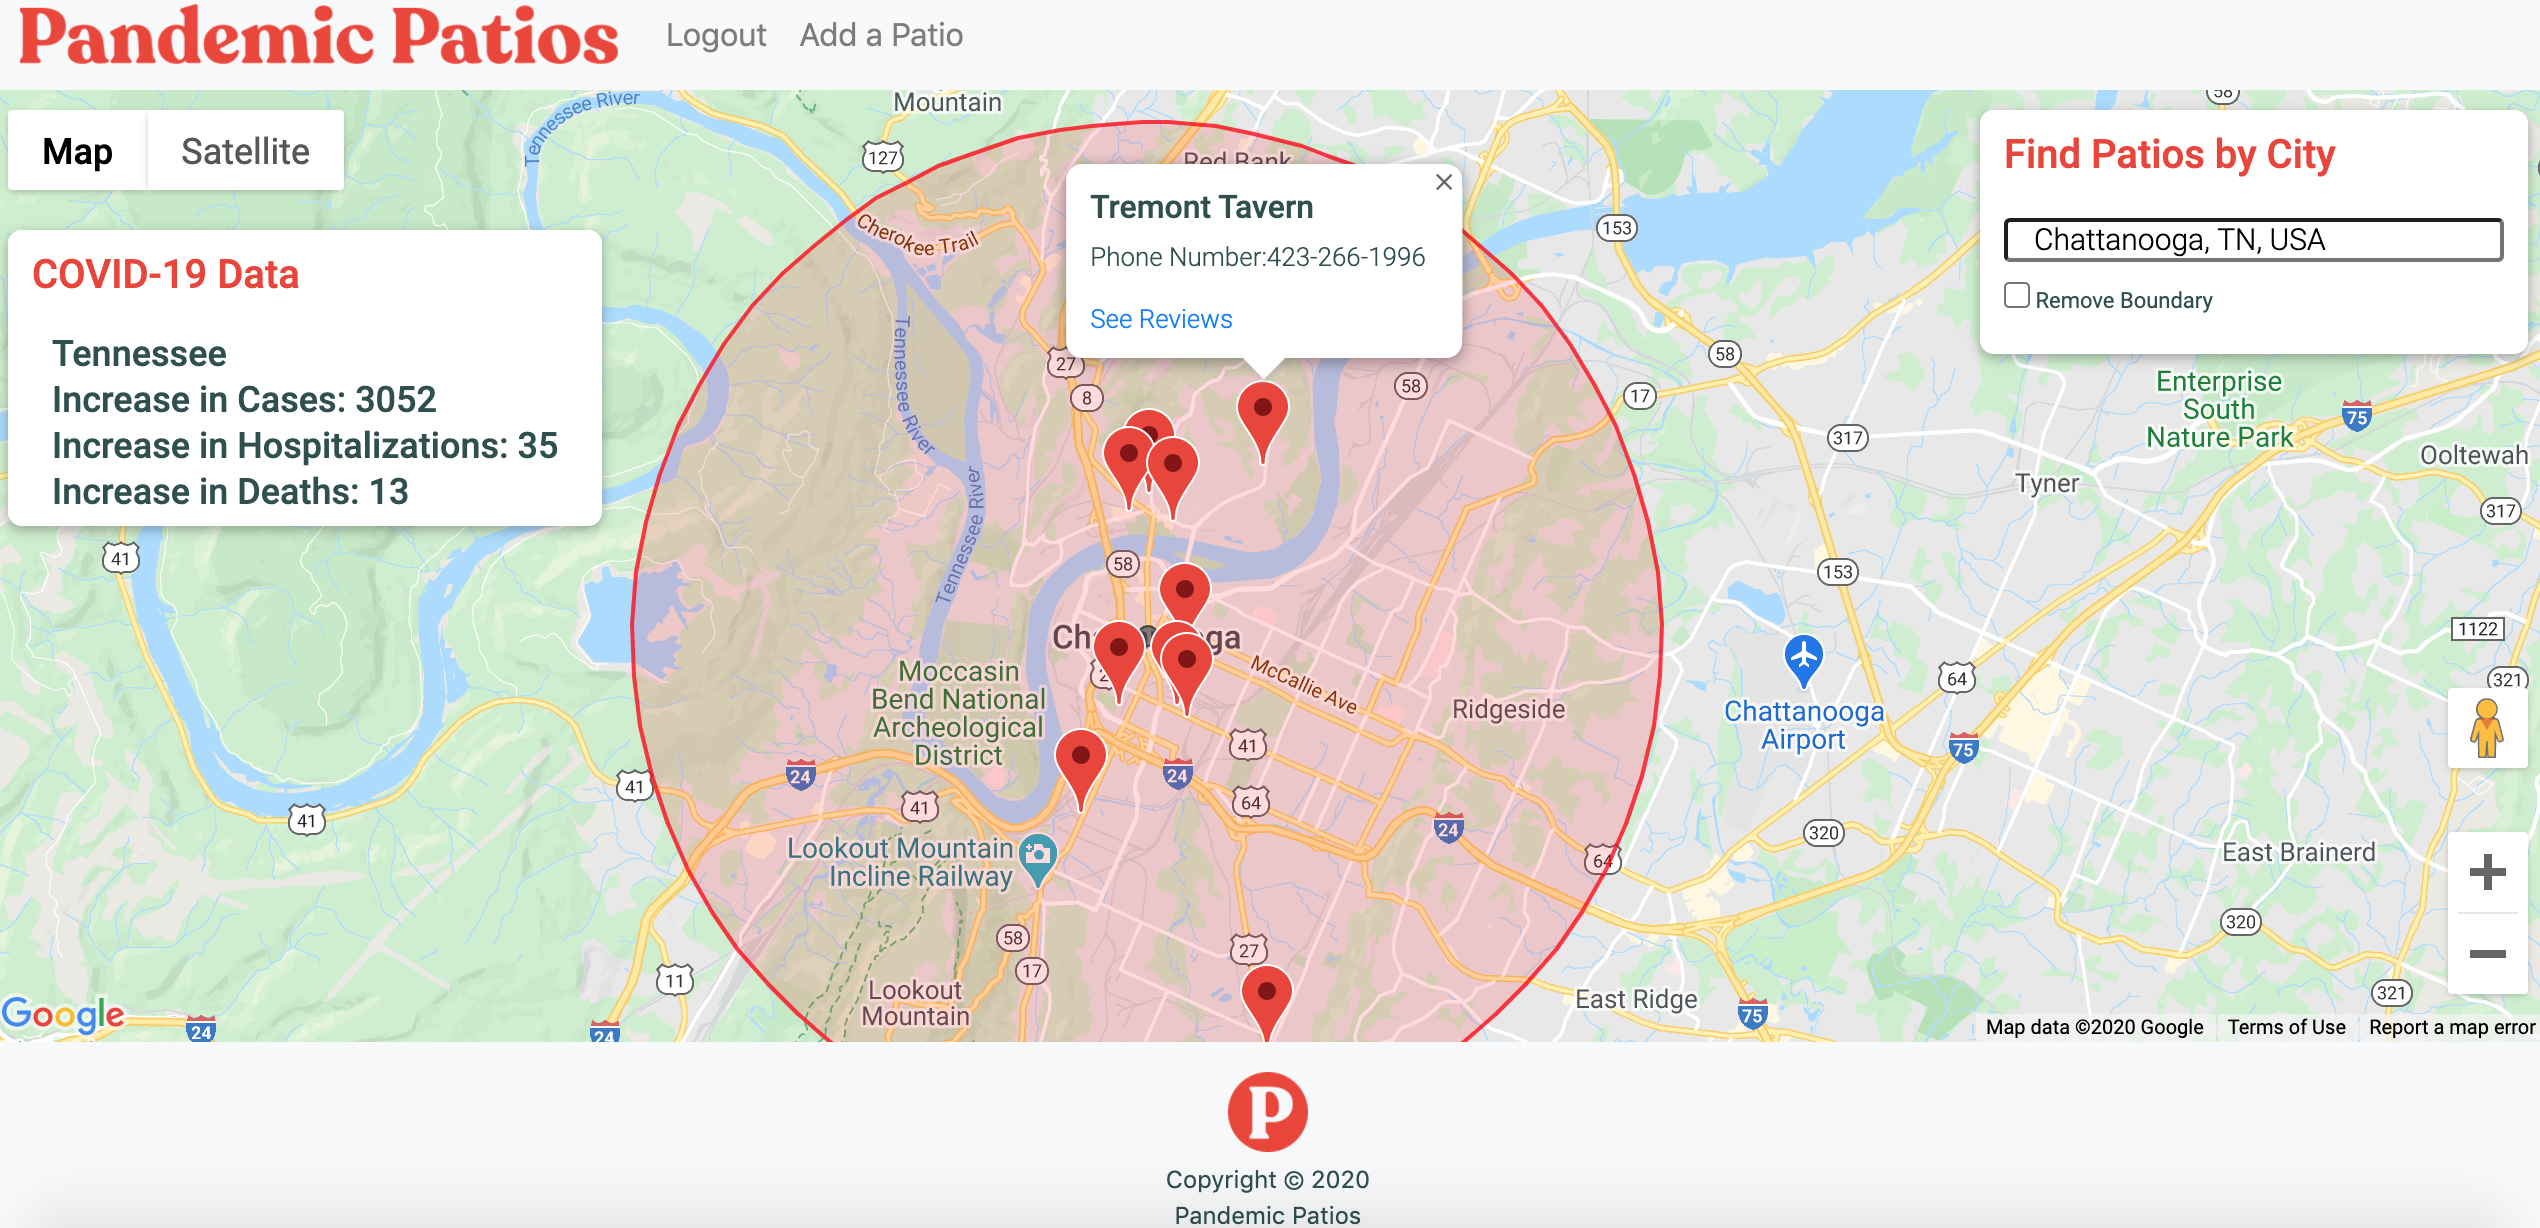 Pandemic Patios
Logout
Add a Patio
Map
Satellite
COVID-19 Data
Tennessee
Increase in Cases: 3052
Increase in Hospitalizations: 35
Increase in Deaths: 13
Find Patios by City
Chattanooga, TN, USA
Remove Boundary
Tremont Tavern
Phone Number:423-266-1996
See Reviews
Tennessee River
Mountain
127
Red Bank
58
153
Cherokee Trail
Tennessee River
27
8
58
58
17
317
Enterprise
South
Nature Park
75
Ooltewah
Tyner
317
Tennessee River
41
58
153
1122
Moccasin
Bend National
Archeological
District
McCallie Ave
Ridgeside
Chattanooga
Airport
64
321
75
41
24
24
41
41
41
64
24
320
Lookout Mountain
Incline Railway
64
East Brainerd
58
17
27
320
11
Lookout
Mountain
East Ridge
75
321
Google
24
24
Map data ©2020 Google
Terms of Use
Report a map error
P
Copyright © 2020
Pandemic Patios